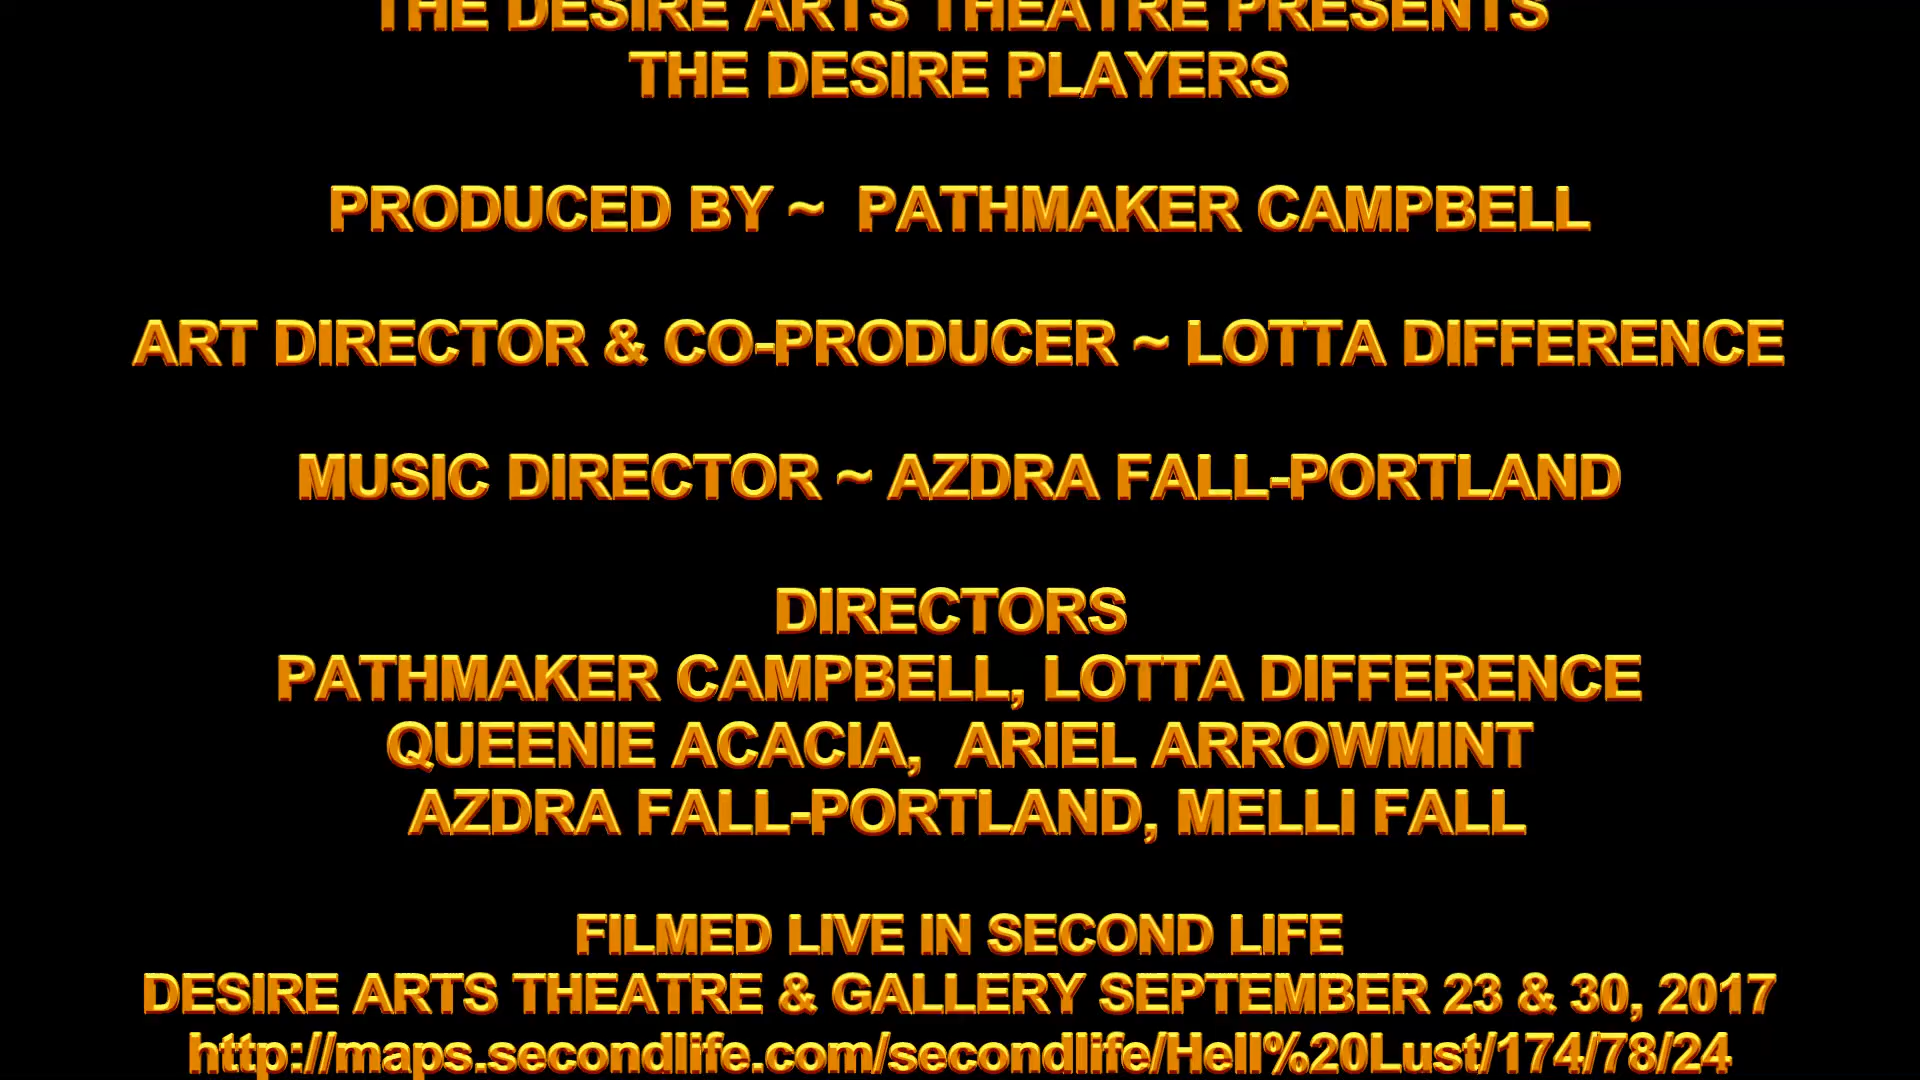 THE DESIRE ARTS THEATRE PRESENTS
THE DESIRE PLAYERS
PRODUCED BY ~  PATHMAKER CAMPBELL
ART DIRECTOR & CO-PRODUCER ~ LOTTA DIFFERENCE
MUSIC DIRECTOR ~ AZDRA FALL-PORTLAND
DIRECTORS
PATHMAKER CAMPBELL, LOTTA DIFFERENCE
QUEENIE ACACIA,  ARIEL ARROWMINT
AZDRA FALL-PORTLAND, MELLI FALL
FILMED LIVE IN SECOND LIFE
DESIRE ARTS THEATRE & GALLERY SEPTEMBER 23 & 30, 2017
http://maps.secondlife.com/secondlife/Hell%20Lust/174/78/24